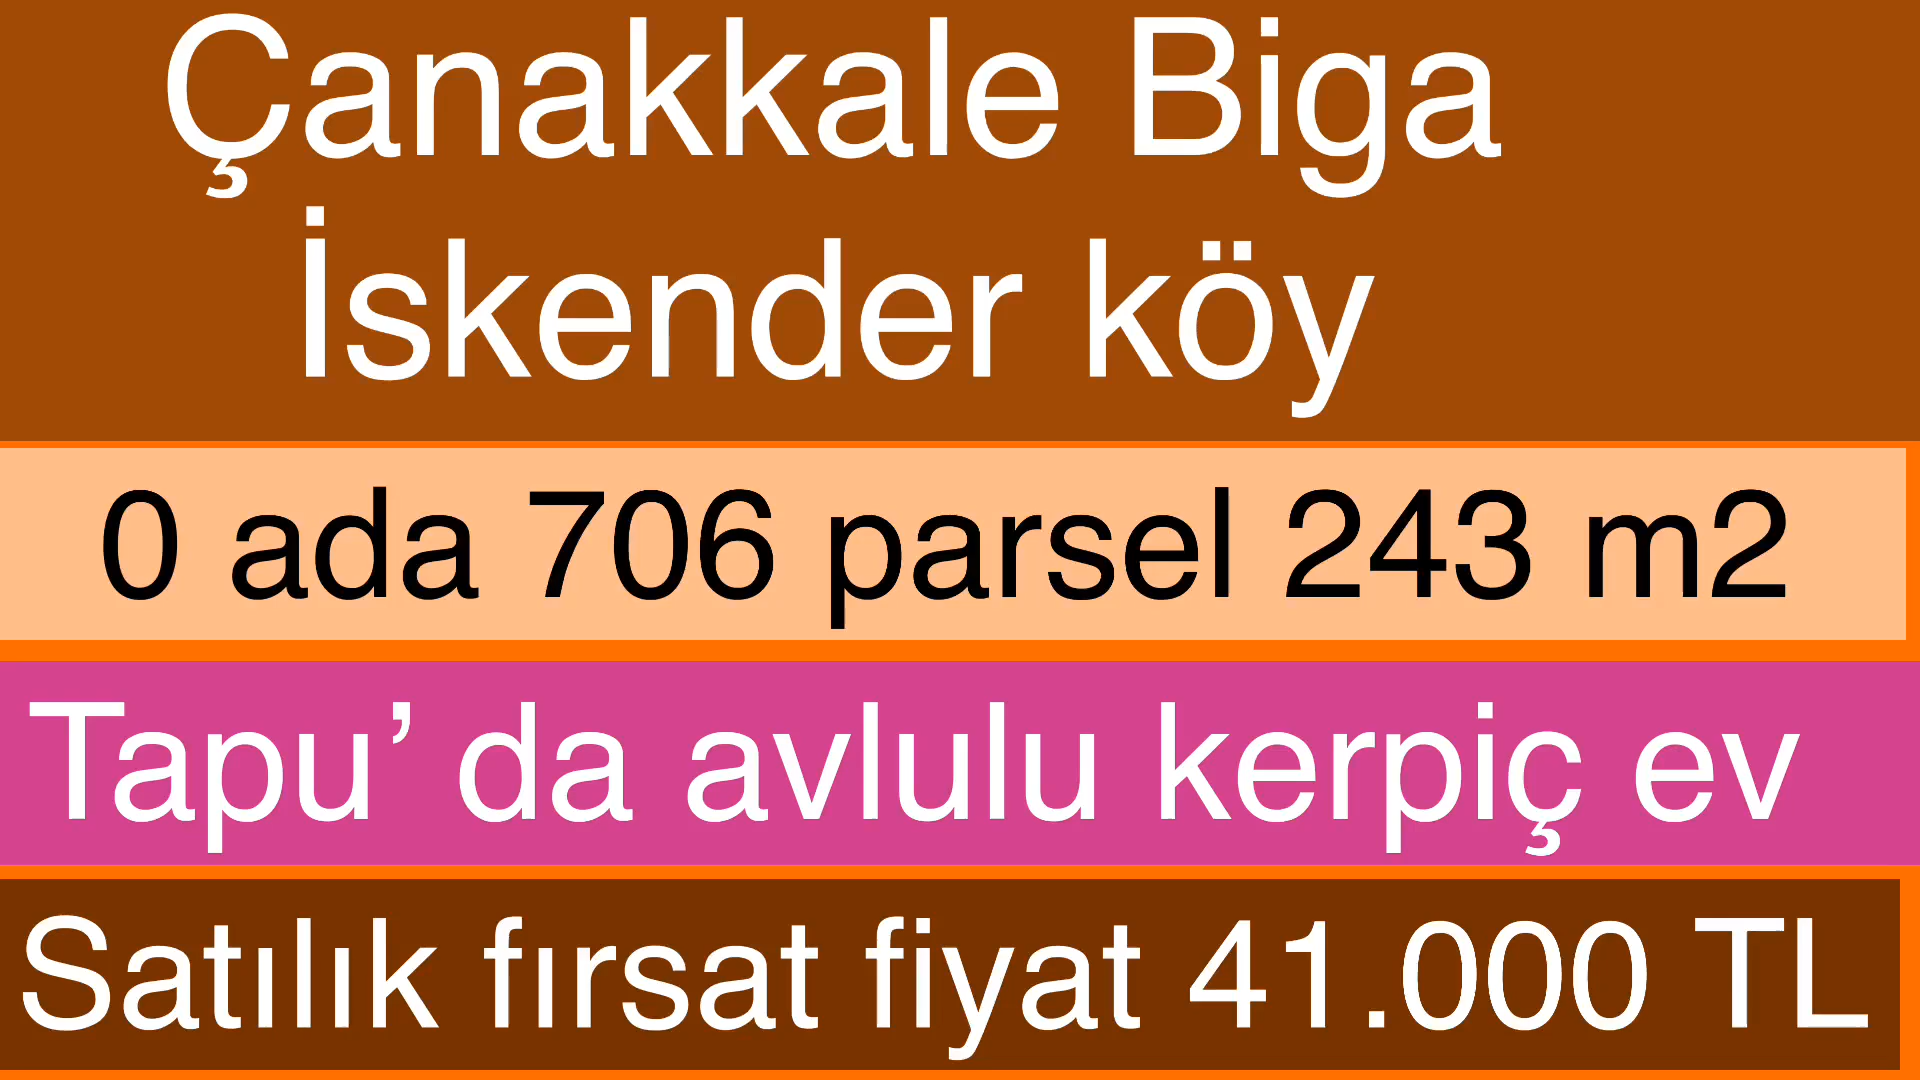 Çanakkale Biga
İskender köy
0 ada 706 parsel 243 m2
Tapu’ da avlulu kerpiç ev
Satılık fırsat fiyat 41.000 TL